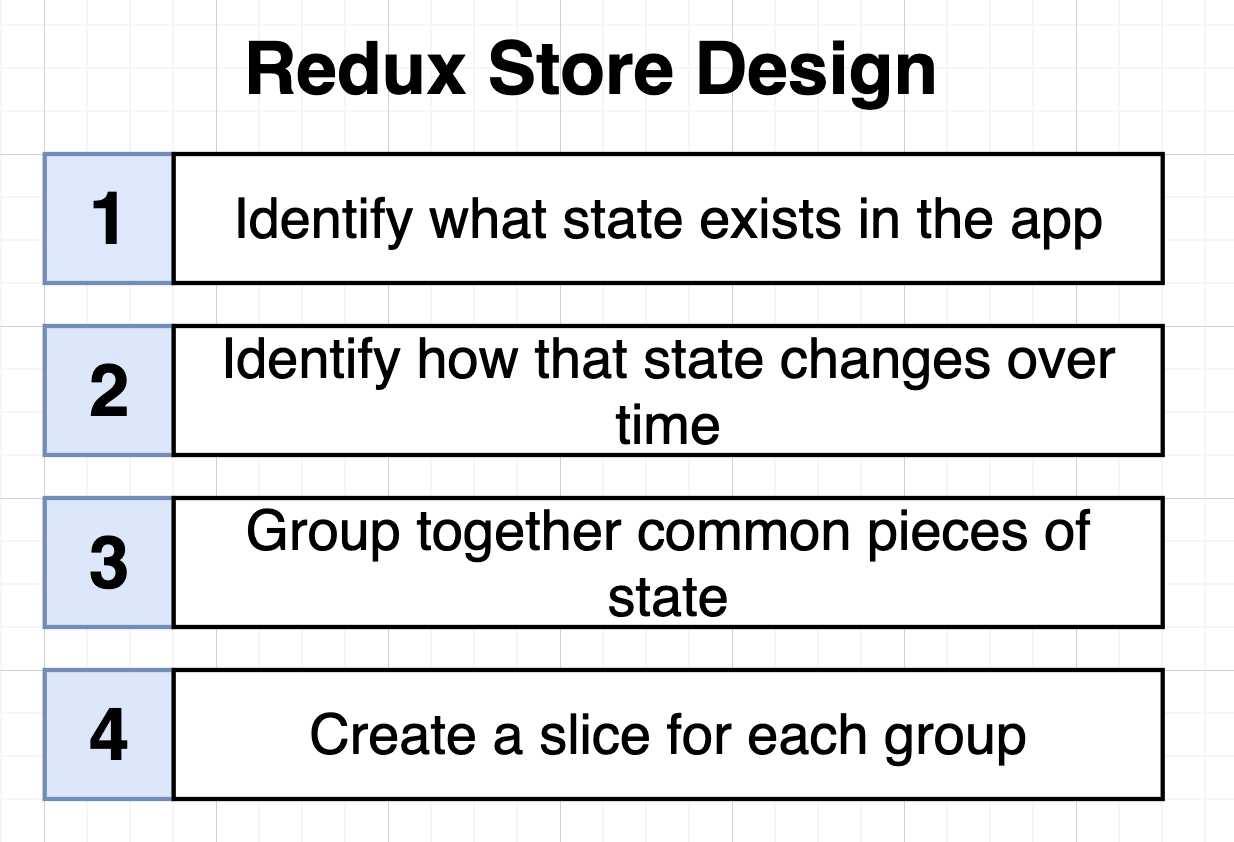 Redux Store Design
1
Identify what state exists in the app
2
Identify how that state changes over
time
3
Group together common pieces of
state
4
Create a slice for each group